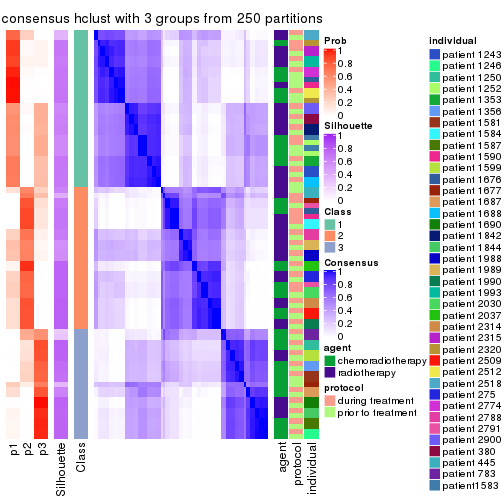 consensus hclust with 3 groups from 250 partitions
Prob
1
0.8
0.6
0.4
0.2
0
Silhouette
1
0.8
0.6
0.4
0.2
0
Class
1
2
3
Consensus
1
0.8
0.6
0.4
0.2
0
agent
chemoradiotherapy
radiotherapy
protocol
during treatment
prior to treatment
individual
patient 1243
patient 1246
patient 1250
patient 1252
patient 1353
patient 1356
patient 1581
patient 1584
patient 1587
patient 1590
patient 1599
patient 1676
patient 1677
patient 1687
patient 1688
patient 1690
patient 1842
patient 1844
patient 1988
patient 1989
patient 1990
patient 1993
patient 2030
patient 2037
patient 2314
patient 2315
patient 2320
patient 2509
patient 2512
patient 2518
patient 275
patient 2774
patient 2788
patient 2791
patient 2900
patient 380
patient 445
patient 783
patient1583
p1
p2
p3
Silhouette
Class
agent
protocol
individual